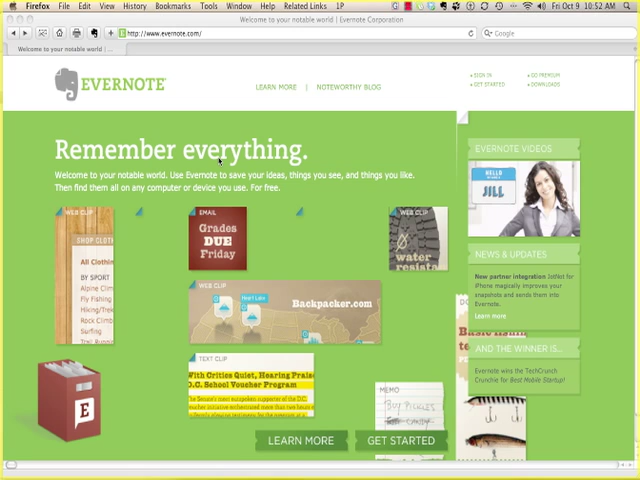 Firefox File Edit View History Bookmarks Tools Window Help Related Links 1P
Fri Oct 9 10:52 AM
Welcome to your notable world | Evernote Corporation
http://www.evernote.com/
Google
Welcome to your notable world | ...
EVERNOTE
LEARN MORE | NOTEWORTHY BLOG
SIGN IN
GO PREMIUM
GET STARTED
DOWNLOADS
Remember everything.
Welcome to your notable world. Use Evernote to save your ideas, things you see, and things you like.
Then find them all on any computer or device you use. For free.
WEB CLIP
SHOP CLOTH
All Clothin
BY SPORT
Alpine Clim
Fly Fishing
Hiking/Trek
Rock Climb
Surfing
Trail Runni
EMAIL
Grades
DUE
Friday
WEB CLIP
water
resista
WEB CLIP
Heart Lake
Backpacker.com
TEXT CLIP
With Critics Quiet, Hearing Praise
D.C. School Voucher Program
MEMO
BUY PICKLES
E
LEARN MORE
GET STARTED
EVERNOTE VIDEOS
HELLO
JILL
NEWS & UPDATES
New partner integration JotNot for
iPhone magically improves your
snapshots and sends them into
Evernote.
Learn more
AND THE WINNER IS...
Evernote wins the TechCrunch
Crunchie for Best Mobile Startup!